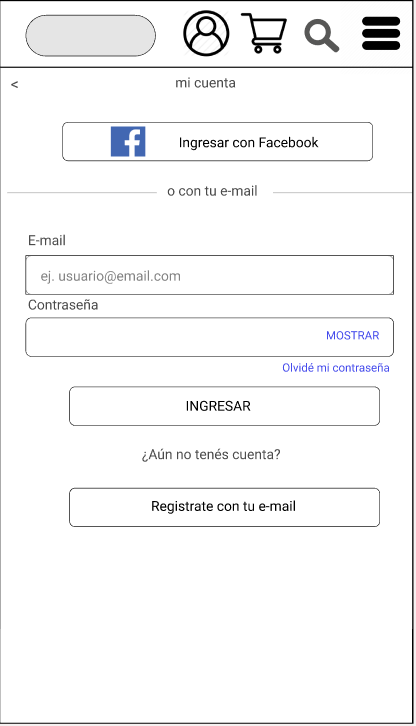 <
mi cuenta
Ingresar con Facebook
o con tu e-mail
E-mail
ej. usuario@email.com
Contraseña
MOSTRAR
Olvidé mi contraseña
INGRESAR
¿Aún no tenés cuenta?
Registrate con tu e-mail